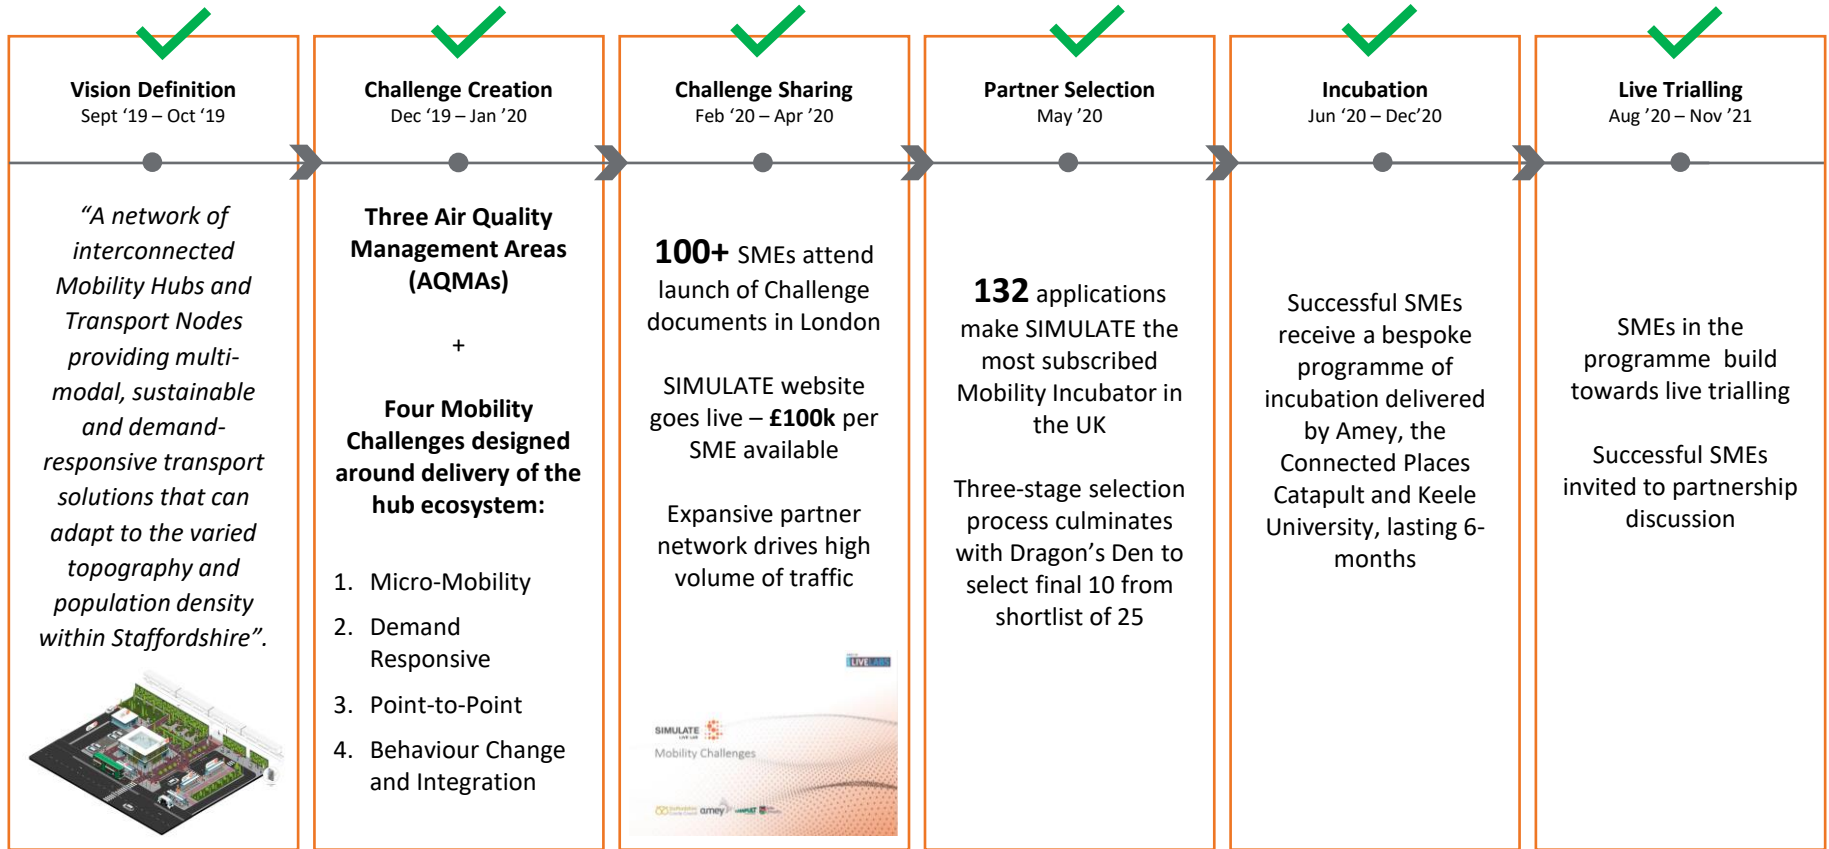 Vision Definition
Sept ‘19 – Oct ‘19
“A network of
interconnected
Mobility Hubs and
Transport Nodes
providing multi-
modal, sustainable
and demand-
responsive transport
solutions that can
adapt to the varied
topography and
population density
within Staffordshire”.
Challenge Creation
Dec ‘19 – Jan ’20
Three Air Quality
Management Areas
(AQMAs)
+
Four Mobility
Challenges designed
around delivery of the
hub ecosystem:
1. Micro-Mobility
2. Demand
Responsive
3. Point-to-Point
4. Behaviour Change
and Integration
Challenge Sharing
Feb ‘20 – Apr ’20
100+ SMEs attend
launch of Challenge
documents in London
SIMULATE website
goes live – £100k per
SME available
Expansive partner
network drives high
volume of traffic
LIVELABS
SIMULATE
LIVE LAB
Mobility Challenges
Staffordshire
County Council
amey
CATAPULT
Partner Selection
May ’20
132 applications
make SIMULATE the
most subscribed
Mobility Incubator in
the UK
Three-stage selection
process culminates
with Dragon’s Den to
select final 10 from
shortlist of 25
Incubation
Jun ‘20 – Dec’20
Successful SMEs
receive a bespoke
programme of
incubation delivered
by Amey, the
Connected Places
Catapult and Keele
University, lasting 6-
months
Live Trialling
Aug ’20 – Nov ’21
SMEs in the
programme build
towards live trialling
Successful SMEs
invited to partnership
discussion